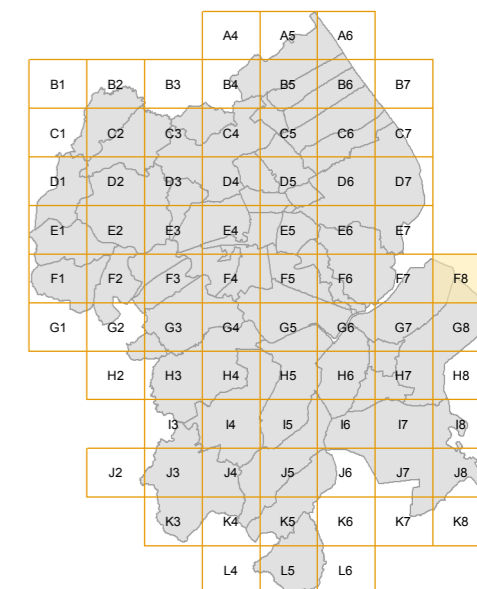 A4 A5 A6
B1 B2 B3 B4 B5 B6 B7
C1 C2 C3 C4 C5 C6 C7
D1 D2 D3 D4 D5 D6 D7
E1 E2 E3 E4 E5 E6 E7
F1 F2 F3 F4 F5 F6 F7 F8
G1 G2 G3 G4 G5 G6 G7 G8
H2 H3 H4 H5 H6 H7 H8
I3 I4 I5 I6 I7 I8
J2 J3 J4 J5 J6 J7 J8
K3 K4 K5 K6 K7 K8
L4 L5 L6